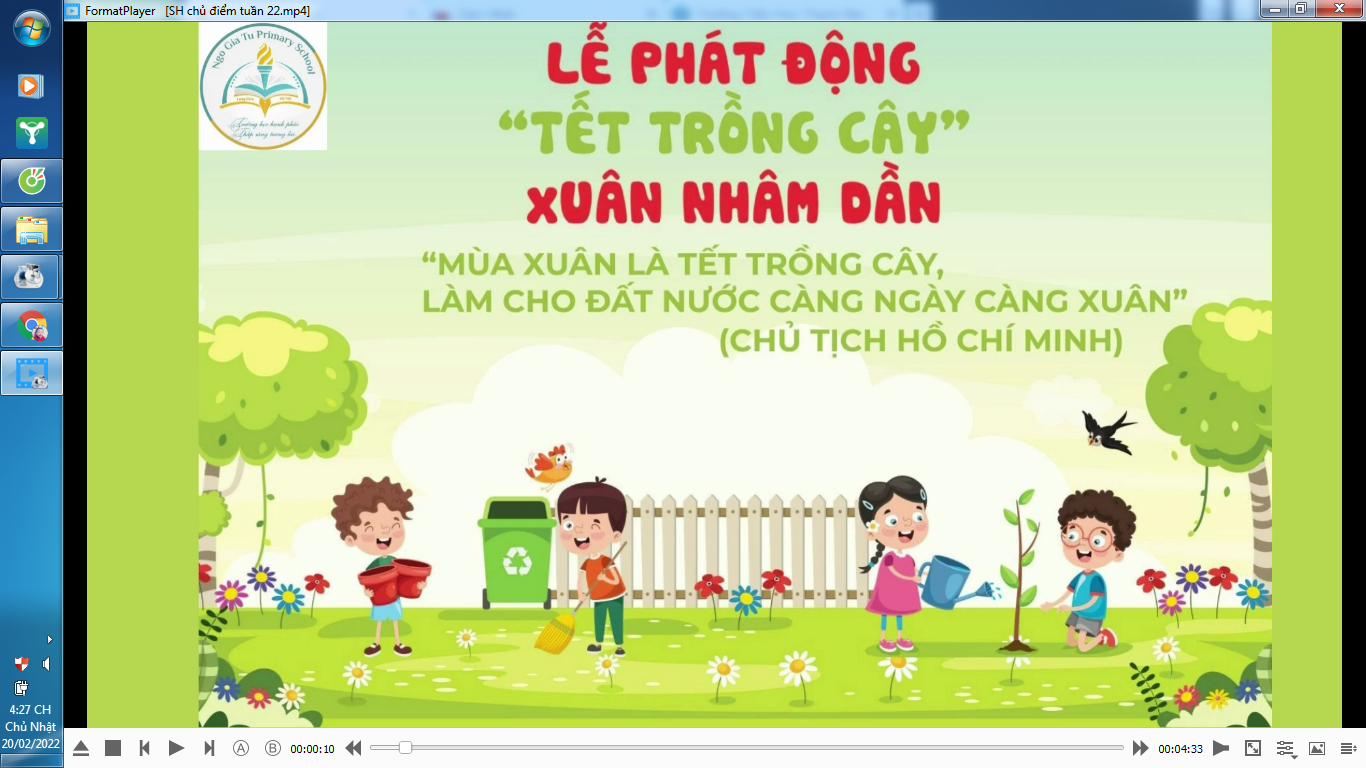 FormatPlayer [SH chủ điểm tuần 22.mp4]
Ngo Gia Tu Primary School
Trường học hạnh phúc
Thắp sáng tương lai
LỄ PHÁT ĐỘNG
“TẾT TRỒNG CÂY”
XUÂN NHÂM DẦN
“MÙA XUÂN LÀ TẾT TRỒNG CÂY,
LÀM CHO ĐẤT NƯỚC CÀNG NGÀY CÀNG XUÂN”
(CHỦ TỊCH HỒ CHÍ MINH)
4:27 CH
Chủ Nhật
20/02/2022
A B 00:00:10 00:04:33